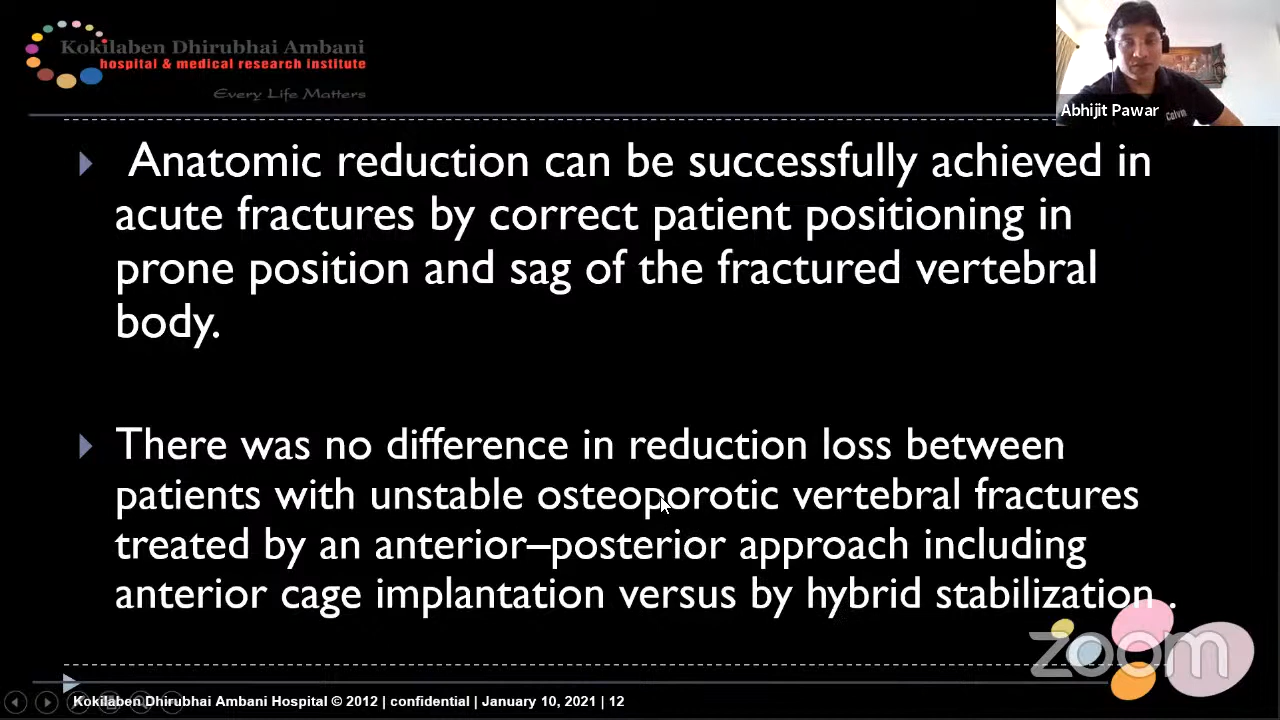 Kokilaben Dhirubhai Ambani
hospital & medical research institute
Every Life Matters
Abhijit Pawar
Calvin
Anatomic reduction can be successfully achieved in
acute fractures by correct patient positioning in
prone position and sag of the fractured vertebral
body.
There was no difference in reduction loss between
patients with unstable osteoporotic vertebral fractures
treated by an anterior–posterior approach including
anterior cage implantation versus by hybrid stabilization .
zoom
Kokilaben Dhirubhai Ambani Hospital © 2012 | confidential | January 10, 2021 | 12